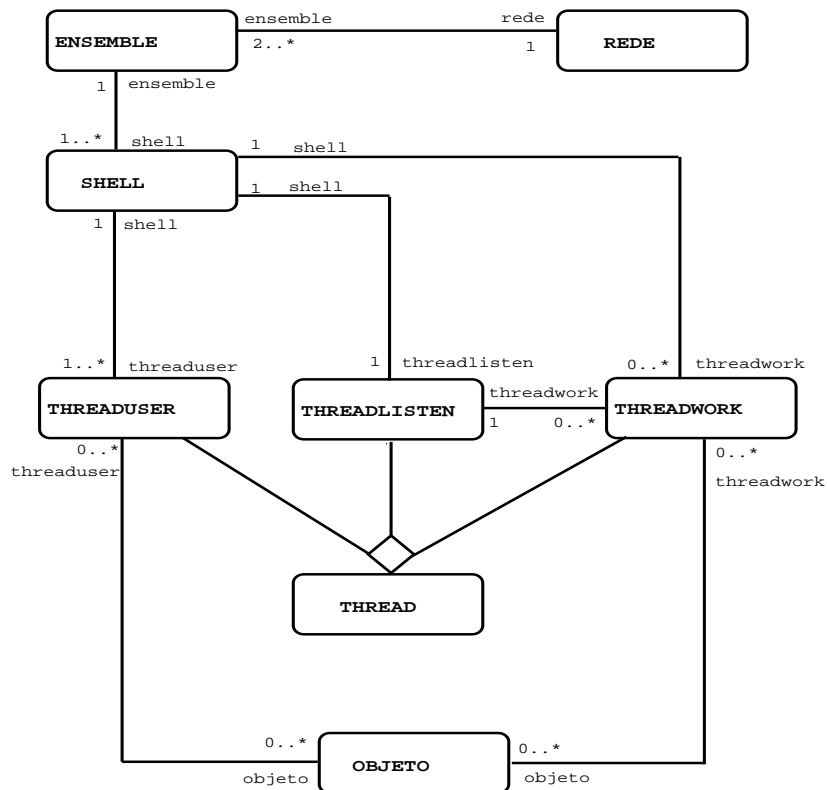 ensemble
rede
ENSEMBLE
REDE
2..*
1
1
ensemble
1..*
shell
1
shell
SHELL
1
shell
1
shell
1..*
threaduser
1
threadlisten
0..*
threadwork
threadwork
THREADUSER
THREADLISTEN
THREADWORK
1
0..*
0..*
threaduser
0..*
threadwork
THREAD
0..*
0..*
OBJETO
objeto
objeto